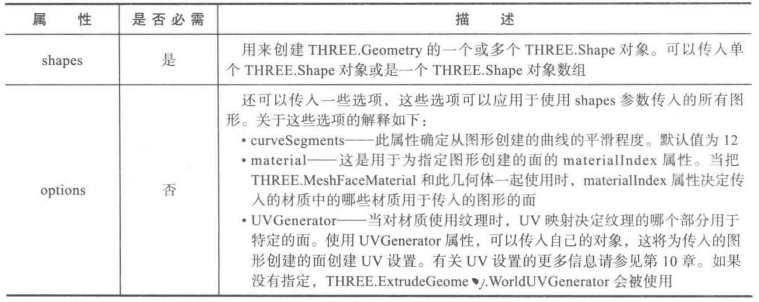 属 性 是否必需 描 述
shapes 是 用来创建 THREE.Geometry 的一个或多个 THREE.Shape 对象。可以传入单
个 THREE.Shape 对象或是一个 THREE.Shape 对象数组
还可以传入一些选项，这些选项可以应用于使用 shapes 参数传入的所有图
形。关于这些选项的解释如下：
• curveSegments——此属性确定从图形创建的曲线的平滑程度。默认值为 12
• material——这是用于为指定图形创建的面的 materialIndex 属性。当把
THREE.MeshFaceMaterial 和此几何体一起使用时，materialIndex 属性决定传
options 否 入的材质中的哪些材质用于传入的图形的面
• UVGenerator——当对材质使用纹理时，UV 映射决定纹理的哪个部分用于
特定的面。使用 UVGenerator 属性，可以传入自己的对象，这将为传入的图
形创建的面创建 UV 设置。有关 UV 设置的更多信息请参见第 10 章。如果
没有指定，THREE.ExtrudeGeome y.WorldUVGenerator 会被使用